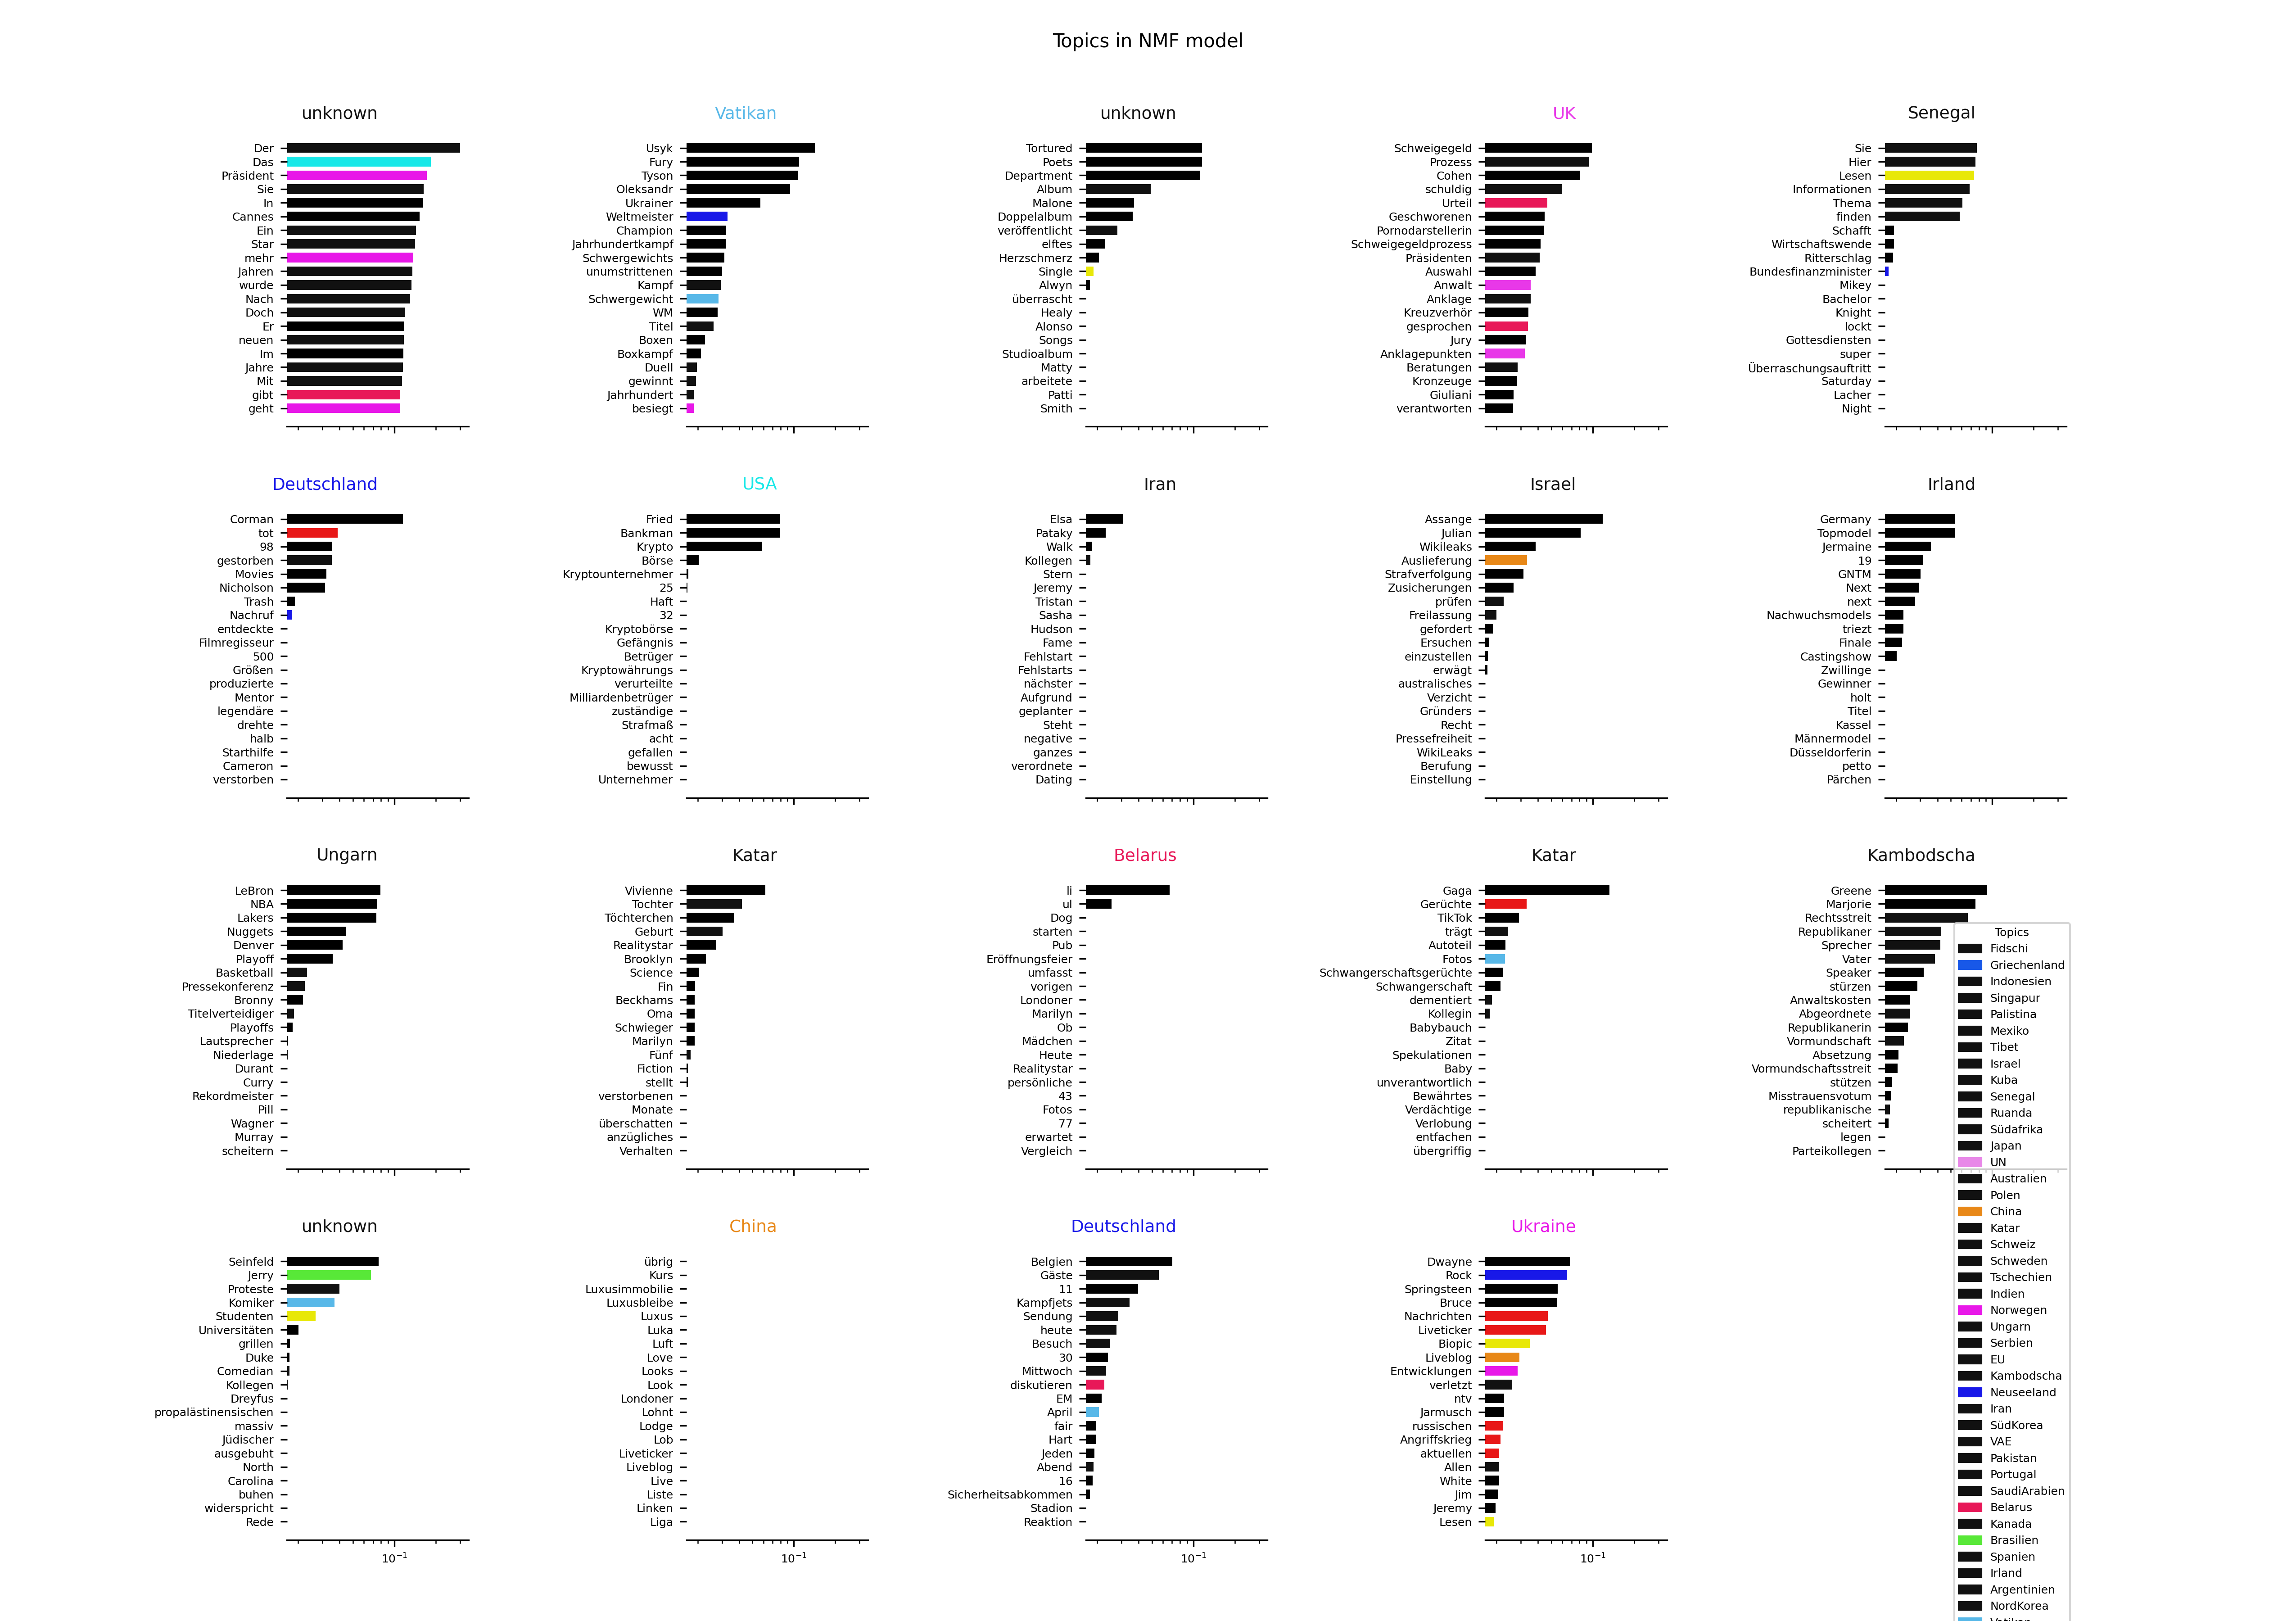 Topics in NMF model
unknown
Der
Das
Präsident
Sie
In
Cannes
Ein
Star
mehr
Jahren
wurde
Nach
Doch
Er
neuen
Im
Jahre
Mit
gibt
geht
Vatikan
Usyk
Fury
Tyson
Oleksandr
Ukrainer
Weltmeister
Champion
Jahrhundertkampf
Schwergewichts
unumstrittenen
Kampf
Schwergewicht
WM
Titel
Boxen
Boxkampf
Duell
gewinnt
Jahrhundert
besiegt
unknown
Tortured
Poets
Department
Album
Malone
Doppelalbum
veröffentlicht
elftes
Herzschmerz
Single
Alwyn
überrascht
Healy
Alonso
Songs
Studioalbum
Matty
arbeitete
Patti
Smith
UK
Schweigegeld
Prozess
Cohen
schuldig
Urteil
Geschworenen
Pornodarstellerin
Schweigegeldprozess
Präsidenten
Auswahl
Anwalt
Anklage
Kreuzverhör
gesprochen
Jury
Anklagepunkten
Beratungen
Kronzeuge
Giuliani
verantworten
Senegal
Sie
Hier
Lesen
Informationen
Thema
finden
Schafft
Wirtschaftswende
Ritterschlag
Bundesfinanzminister
Mikey
Bachelor
Knight
lockt
Gottesdiensten
super
Überraschungsauftritt
Saturday
Lacher
Night
Deutschland
Corman
tot
98
gestorben
Movies
Nicholson
Trash
Nachruf
entdeckte
Filmregisseur
500
Größen
produzierte
Mentor
legendäre
drehte
halb
Starthilfe
Cameron
verstorben
USA
Fried
Bankman
Krypto
Börse
Kryptounternehmer
25
Haft
32
Kryptobörse
Gefängnis
Betrüger
Kryptowährungs
verurteilte
Milliardenbetrüger
zuständige
Strafmaß
acht
gefallen
bewusst
Unternehmer
Iran
Elsa
Pataky
Walk
Kollegen
Stern
Jeremy
Tristan
Sasha
Hudson
Fame
Fehlstart
Fehlstarts
nächster
Aufgrund
geplanter
Steht
negative
ganzes
verordnete
Dating
Israel
Assange
Julian
Wikileaks
Auslieferung
Strafverfolgung
Zusicherungen
prüfen
Freilassung
gefordert
Ersuchen
einzustellen
erwägt
australisches
Verzicht
Gründers
Recht
Pressefreiheit
WikiLeaks
Berufung
Einstellung
Irland
Germany
Topmodel
Jermaine
19
GNTM
Next
next
Nachwuchsmodels
triezt
Finale
Castingshow
Zwillinge
Gewinner
holt
Titel
Kassel
Männermodel
Düsseldorferin
petto
Pärchen
Ungarn
LeBron
NBA
Lakers
Nuggets
Denver
Playoff
Basketball
Pressekonferenz
Bronny
Titelverteidiger
Playoffs
Lautsprecher
Niederlage
Durant
Curry
Rekordmeister
Pill
Wagner
Murray
scheitern
Katar
Vivienne
Tochter
Töchterchen
Geburt
Realitystar
Brooklyn
Science
Fin
Beckhams
Oma
Schwieger
Marilyn
Fünf
Fiction
stellt
verstorbenen
Monate
überschatten
anzügliches
Verhalten
Belarus
li
ul
Dog
starten
Pub
Eröffnungsfeier
umfasst
vorigen
Londoner
Marilyn
Ob
Mädchen
Heute
Realitystar
persönliche
43
Fotos
77
erwartet
Vergleich
Katar
Gaga
Gerüchte
TikTok
trägt
Autoteil
Fotos
Schwangerschaftsgerüchte
Schwangerschaft
dementiert
Kollegin
Babybauch
Zitat
Spekulationen
Baby
unverantwortlich
Bewährtes
Verdächtige
Verlobung
entfachen
übergriffig
Kambodscha
Greene
Marjorie
Rechtsstreit
Republikaner
Sprecher
Vater
Speaker
stürzen
Anwaltskosten
Abgeordnete
Republikanerin
Vormundschaft
Absetzung
Vormundschaftsstreit
stützen
Misstrauensvotum
republikanische
scheitert
legen
Parteikollegen
unknown
Seinfeld
Jerry
Proteste
Komiker
Studenten
Universitäten
grillen
Duke
Comedian
Kollegen
Dreyfus
propalästinensischen
massiv
Jüdischer
ausgebuht
North
Carolina
buhen
widerspricht
Rede
10⁻¹
China
übrig
Kurs
Luxusimmobilie
Luxusbleibe
Luxus
Luka
Luft
Love
Looks
Look
Londoner
Lohnt
Lodge
Lob
Liveticker
Liveblog
Live
Liste
Linken
Liga
10⁻¹
Deutschland
Belgien
Gäste
11
Kampfjets
Sendung
heute
Besuch
30
Mittwoch
diskutieren
EM
April
fair
Hart
Jeden
Abend
16
Sicherheitsabkommen
Stadion
Reaktion
10⁻¹
Ukraine
Dwayne
Rock
Springsteen
Bruce
Nachrichten
Liveticker
Biopic
Liveblog
Entwicklungen
verletzt
ntv
Jarmusch
russischen
Angriffskrieg
aktuellen
Allen
White
Jim
Jeremy
Lesen
10⁻¹
Topics
Fidschi
Griechenland
Indonesien
Singapur
Palistina
Mexiko
Tibet
Israel
Kuba
Senegal
Ruanda
Südafrika
Japan
UN
Australien
Polen
China
Katar
Schweiz
Schweden
Tschechien
Indien
Norwegen
Ungarn
Serbien
EU
Kambodscha
Neuseeland
Iran
SüdKorea
VAE
Pakistan
Portugal
SaudiArabien
Belarus
Kanada
Brasilien
Spanien
Irland
Argentinien
NordKorea